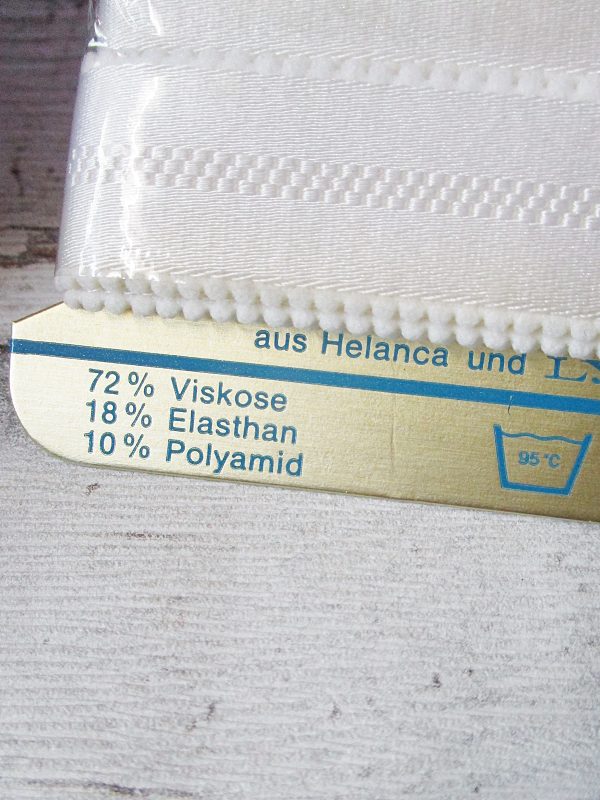 aus Helanca und
72% Viskose
18% Elasthan
10% Polyamid
95°C